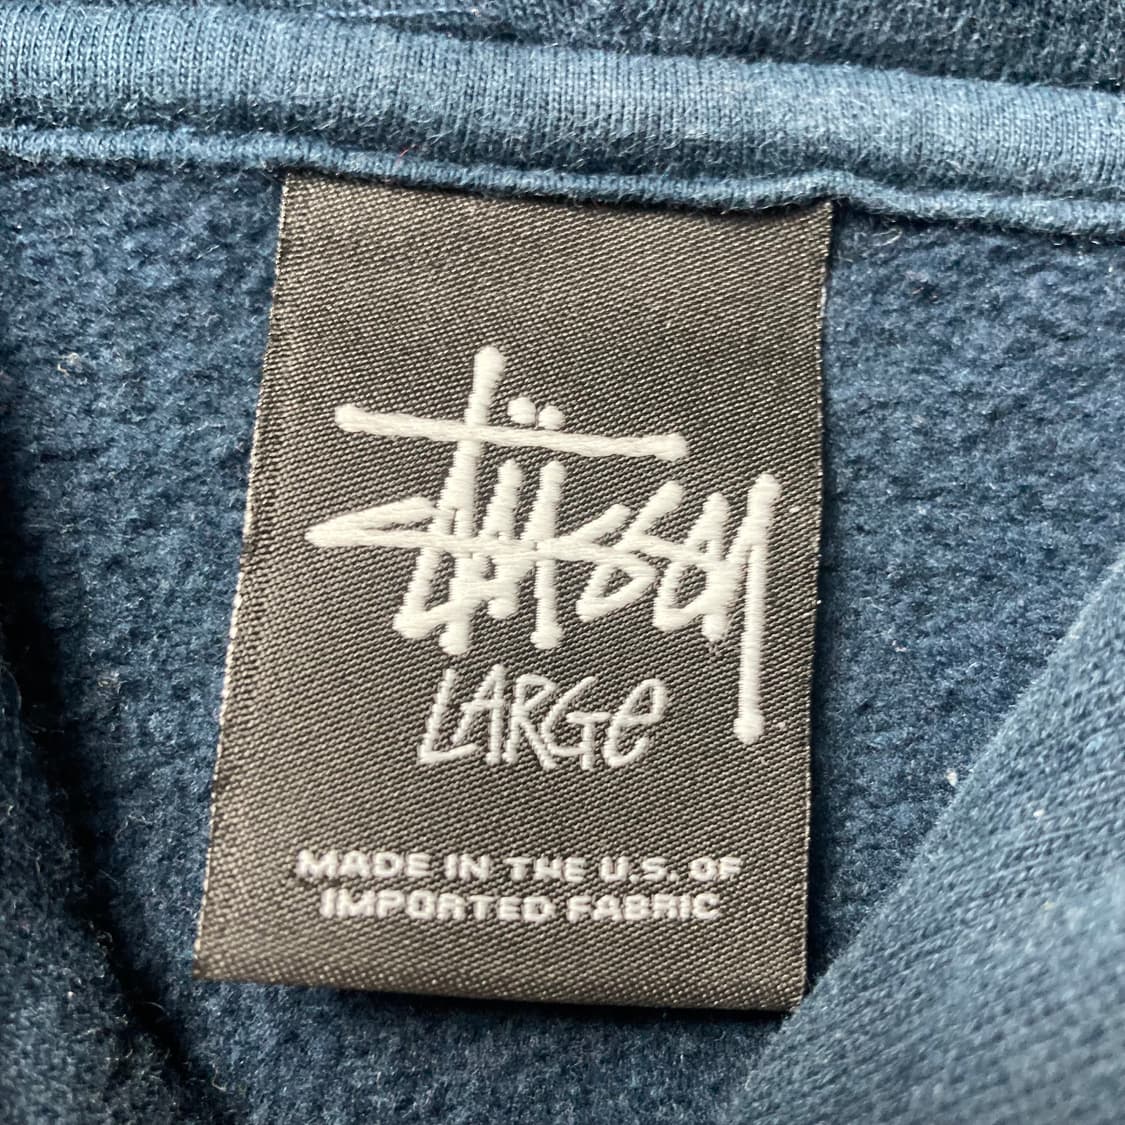 Stüssy
LARGe
MADE IN THE U.S. OF
IMPORTED FABRIC